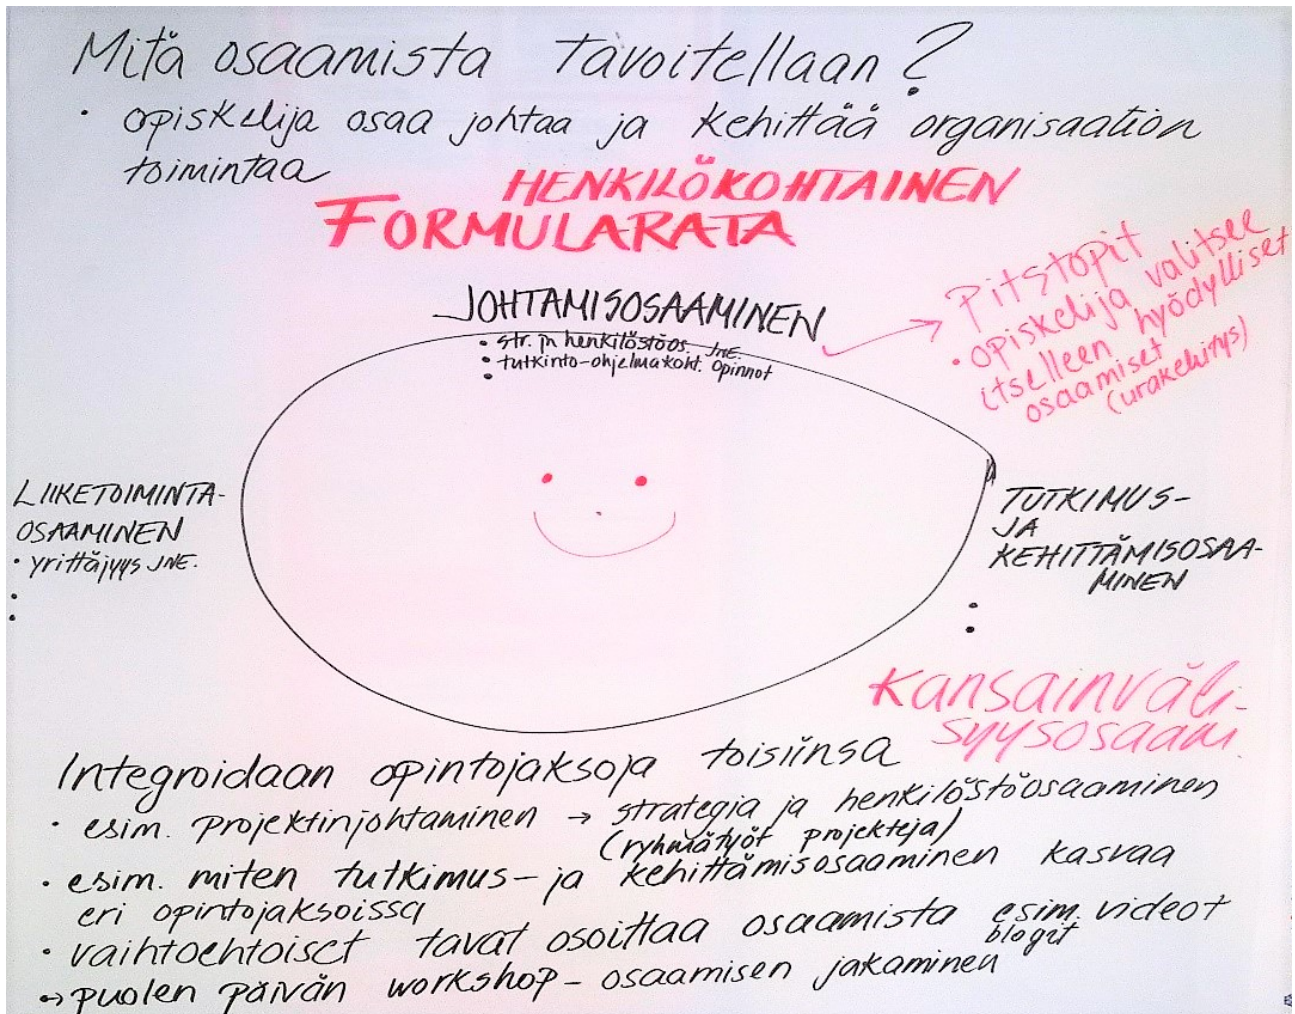 Mitä osaamista tavoitellaan?
• opiskelija osaa johtaa ja kehittää organisaation
toimintaa
HENKILÖKOHTAINEN
FORMULARATA
JOHTAMISOSAAMINEN
• str. ja henkilöstöos. JNE.
• tutkinto-ohjelmakoht. opinnot
•
Pitstopit
• opiskelija valitsee
itselleen hyödylliset
osaamiset
(urakehitys)
LIIKETOIMINTA-
OSAAMINEN
• yrittäjyys JNE.
•
•
TUTKIMUS-
JA
KEHITTÄMISOSAA-
MINEN
•
•
Kansainväli-
syysosaam.
Integroidaan opintojaksoja toisiinsa
• esim. projektinjohtaminen → strategia ja henkilöstöosaaminen
(ryhmätyöt projekteja)
• esim. miten tutkimus- ja kehittämisosaaminen kasvaa
eri opintojaksoissa
• vaihtoehtoiset tavat osoittaa osaamista esim. videot
blogit
↔ puolen päivän workshop - osaamisen jakaminen